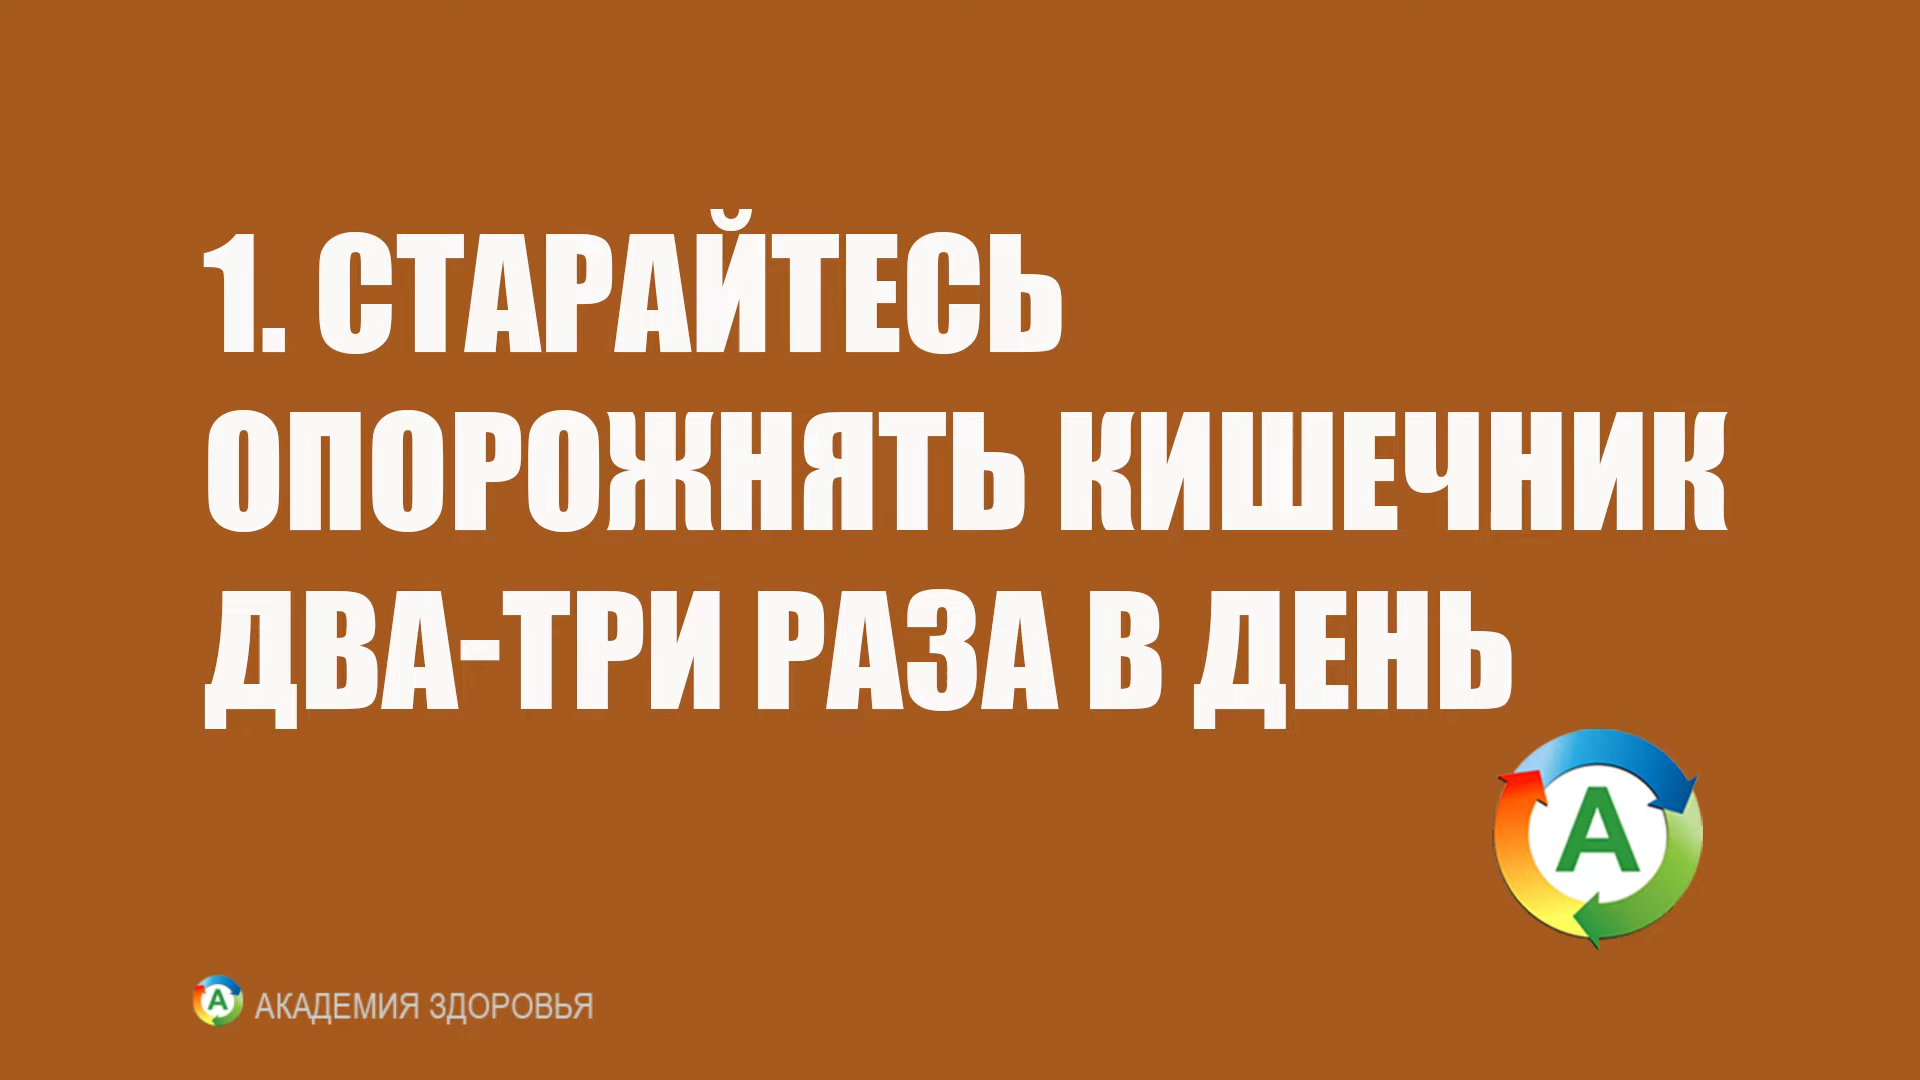 1. СТАРАЙТЕСЬ
ОПОРОЖНЯТЬ КИШЕЧНИК
ДВА-ТРИ РАЗА В ДЕНЬ
А
А АКАДЕМИЯ ЗДОРОВЬЯ